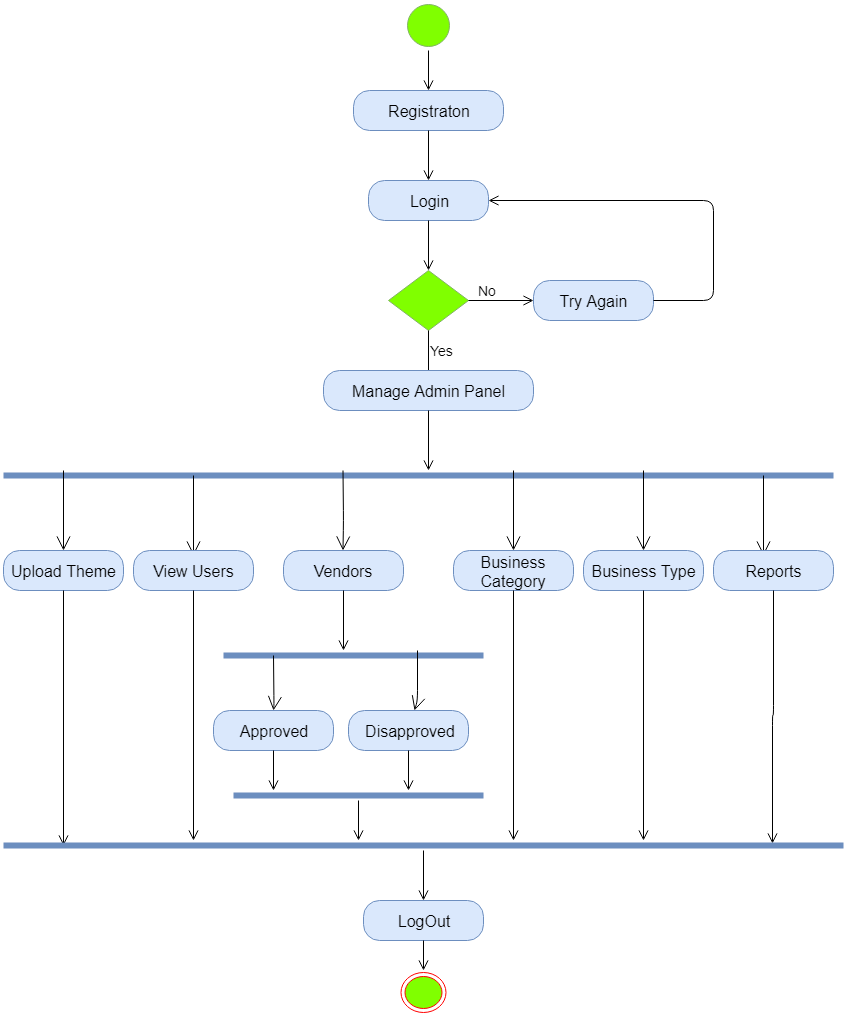 Registraton
Login
No
Try Again
Yes
Manage Admin Panel
Upload Theme
View Users
Vendors
Business
Category
Business Type
Reports
Approved
Disapproved
LogOut